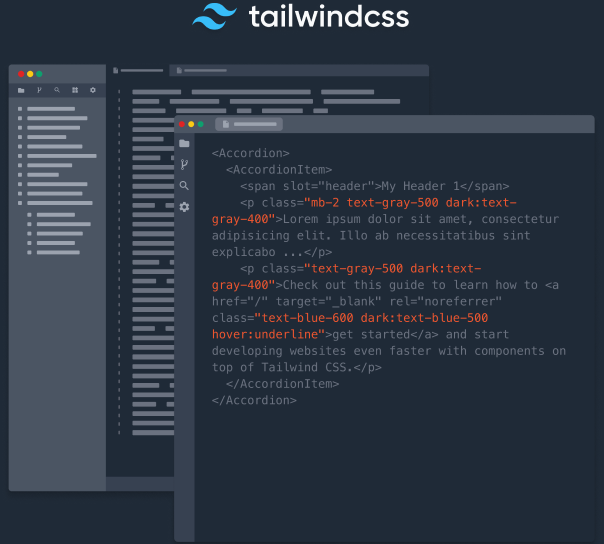 tailwindcss
<Accordion>
<AccordionItem>
<span slot="header">My Header 1</span>
<p class="mb-2 text-gray-500 dark:text-
gray-400">Lorem ipsum dolor sit amet, consectetur
adipisicing elit. Illo ab necessitatibus sint
explicabo ...</p>
<p class="text-gray-500 dark:text-
gray-400">Check out this guide to learn how to <a
href="/" target="_blank" rel="noreferrer"
class="text-blue-600 dark:text-blue-500
hover:underline">get started</a> and start
developing websites even faster with components on
top of Tailwind CSS.</p>
</AccordionItem>
</Accordion>